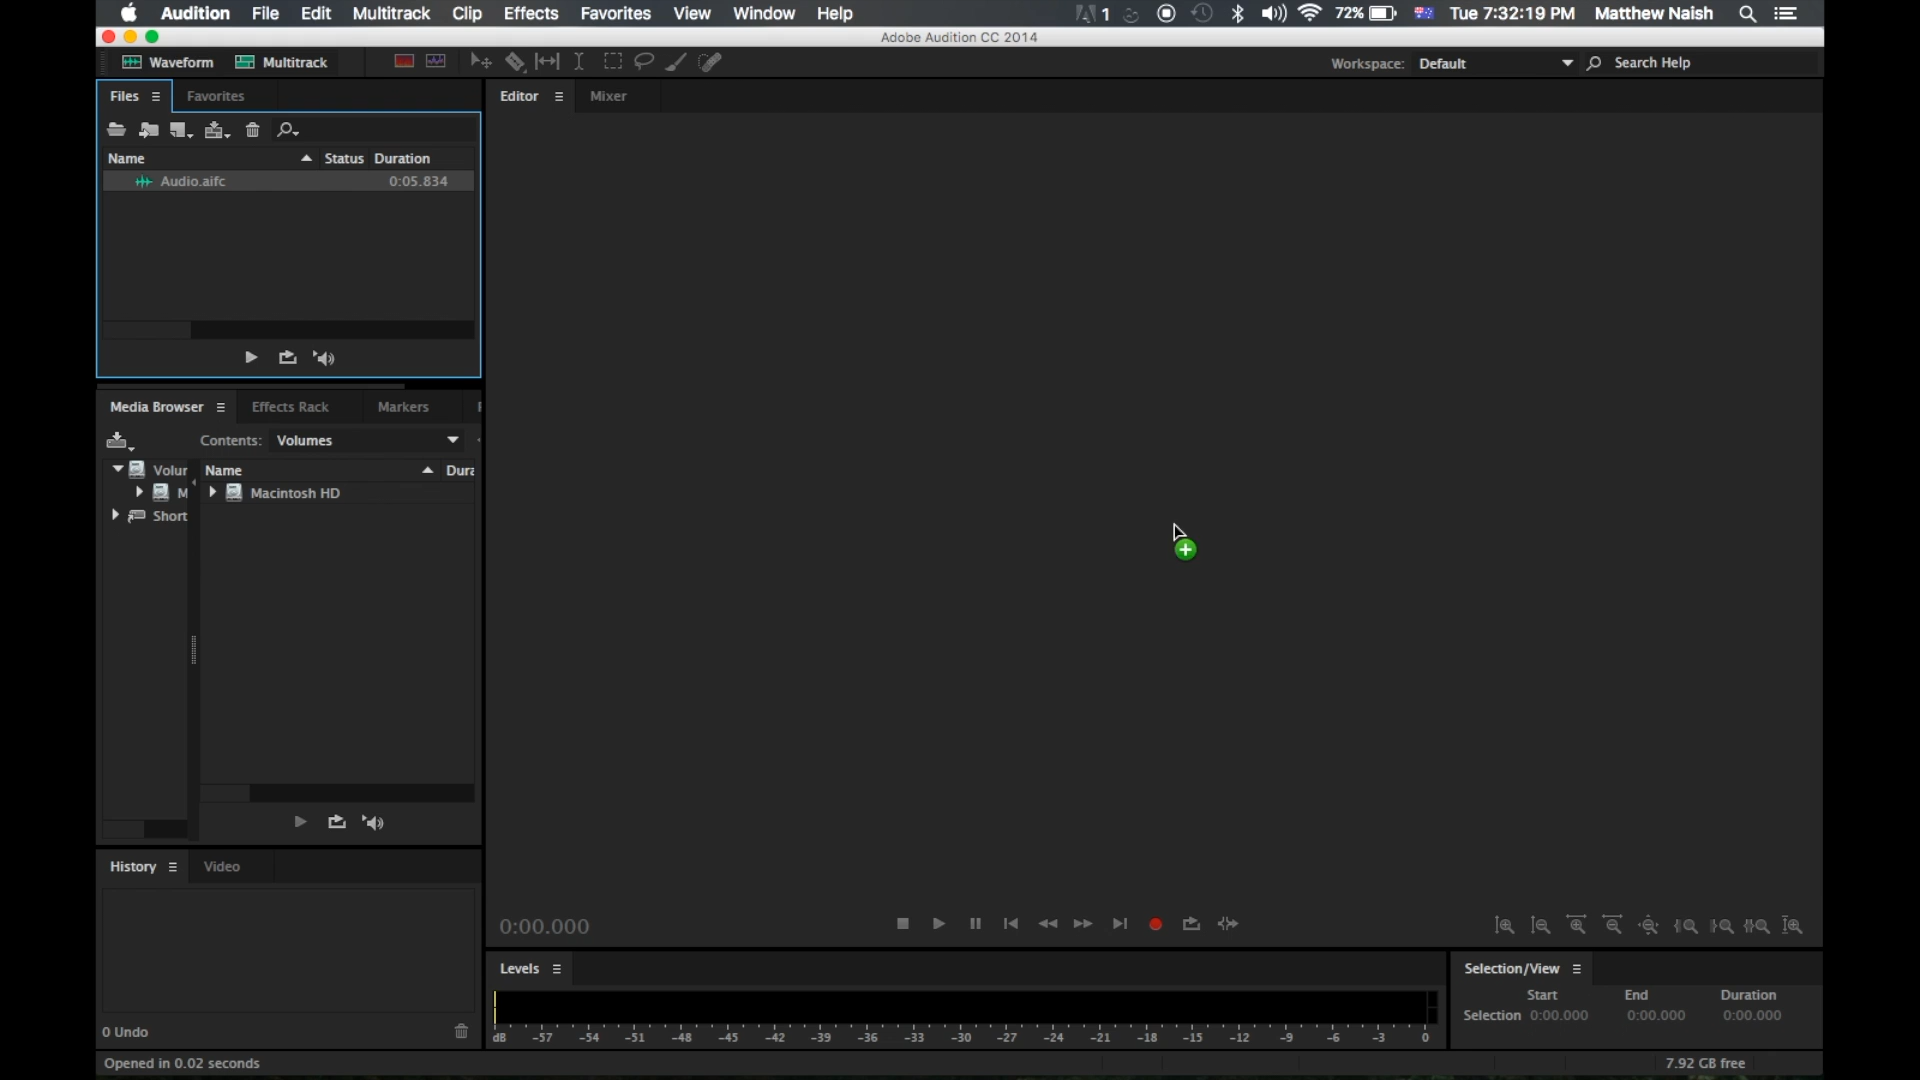 Audition File Edit Multitrack Clip Effects Favorites View Window Help 1 72% Tue 7:32:19 PM Matthew Naish
Adobe Audition CC 2014
Waveform Multitrack Workspace: Default Search Help
Files Favorites Editor Mixer
Name Status Duration
Audio.aifc 0:05.834
Media Browser Effects Rack Markers
Contents: Volumes
Volur Name Dura
M Macintosh HD
Short
History Video
0:00.000
Levels Selection/View
Start End Duration
Selection 0:00.000 0:00.000 0:00.000
0 Undo
dB -57 -54 -51 -48 -45 -42 -39 -36 -33 -30 -27 -24 -21 -18 -15 -12 -9 -6 -3 0
Opened in 0.02 seconds 7.92 GB free